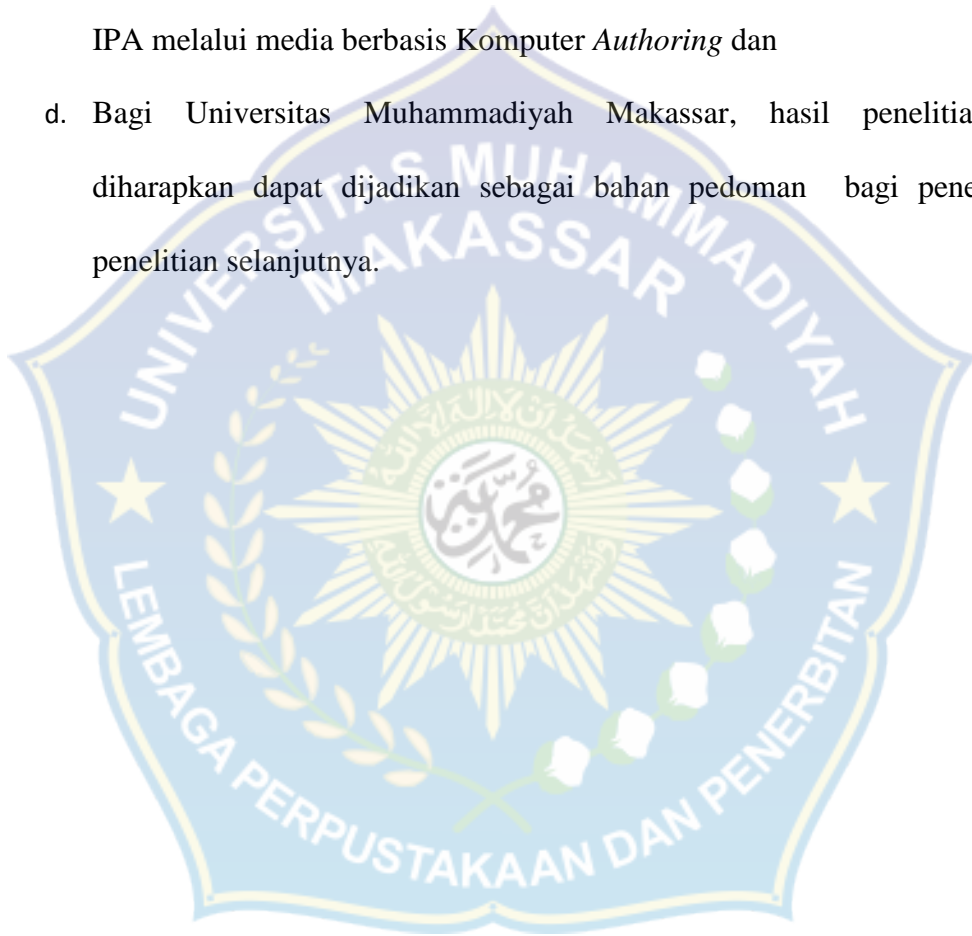 IPA melalui media berbasis Komputer Authoring dan
d. Bagi Universitas Muhammadiyah Makassar, hasil penelitia
diharapkan dapat dijadikan sebagai bahan pedoman bagi pene
penelitian selanjutnya.
UNIVERSITAS MUHAMMADIYAH
MAKASSAR
محمدية
LEMBAGA PERPUSTAKAAN DAN PENERBITAN